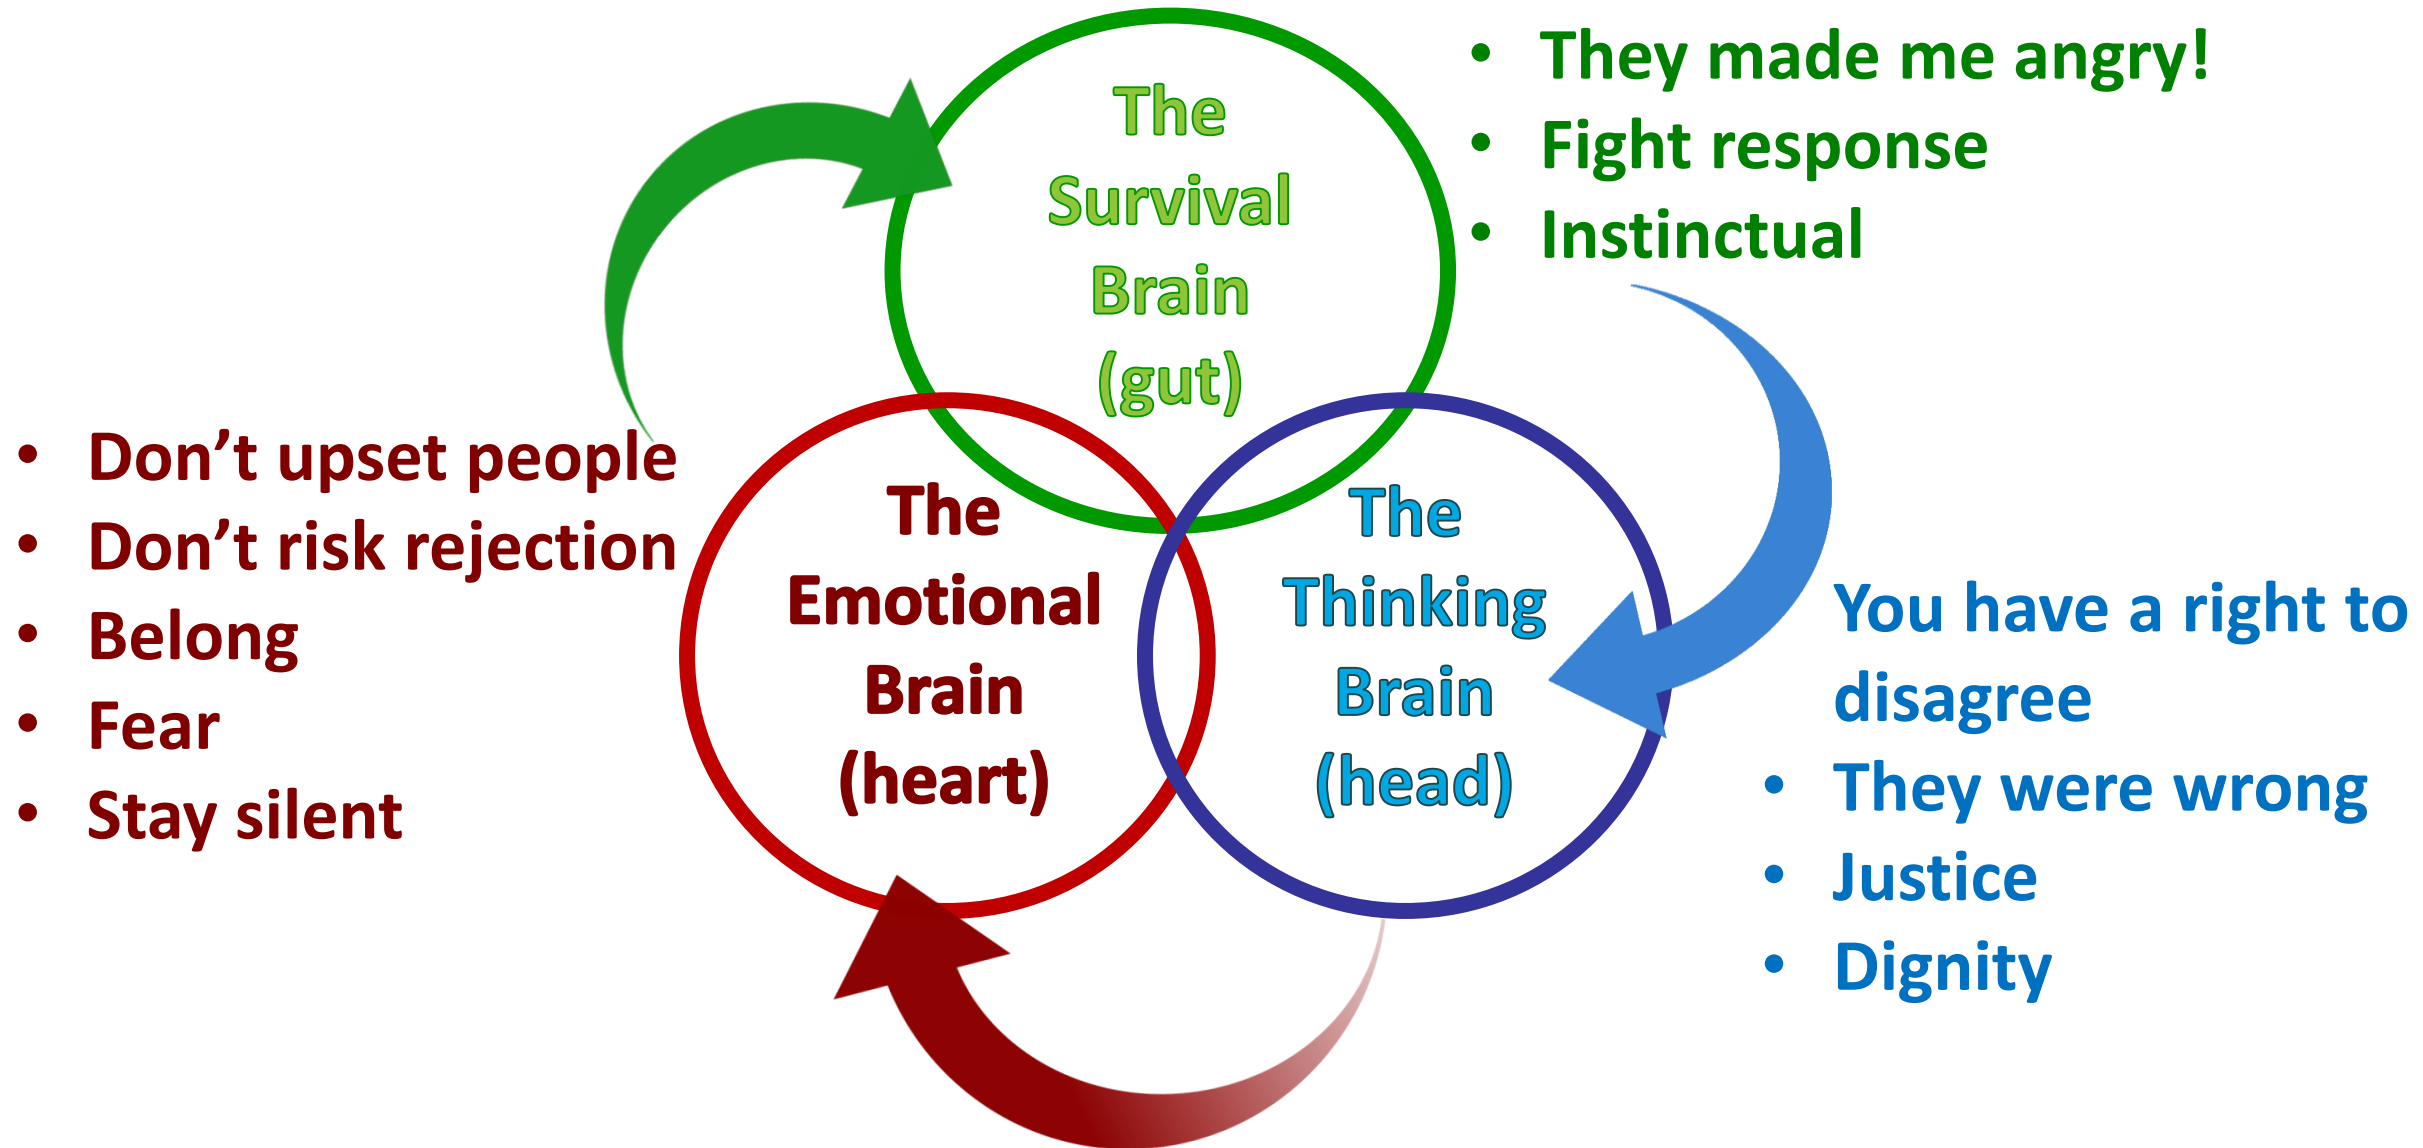 The
Survival
Brain
(gut)
• They made me angry!
• Fight response
• Instinctual
• Don’t upset people
• Don’t risk rejection
• Belong
• Fear
• Stay silent
The
Emotional
Brain
(heart)
The
Thinking
Brain
(head)
You have a right to
disagree
• They were wrong
• Justice
• Dignity